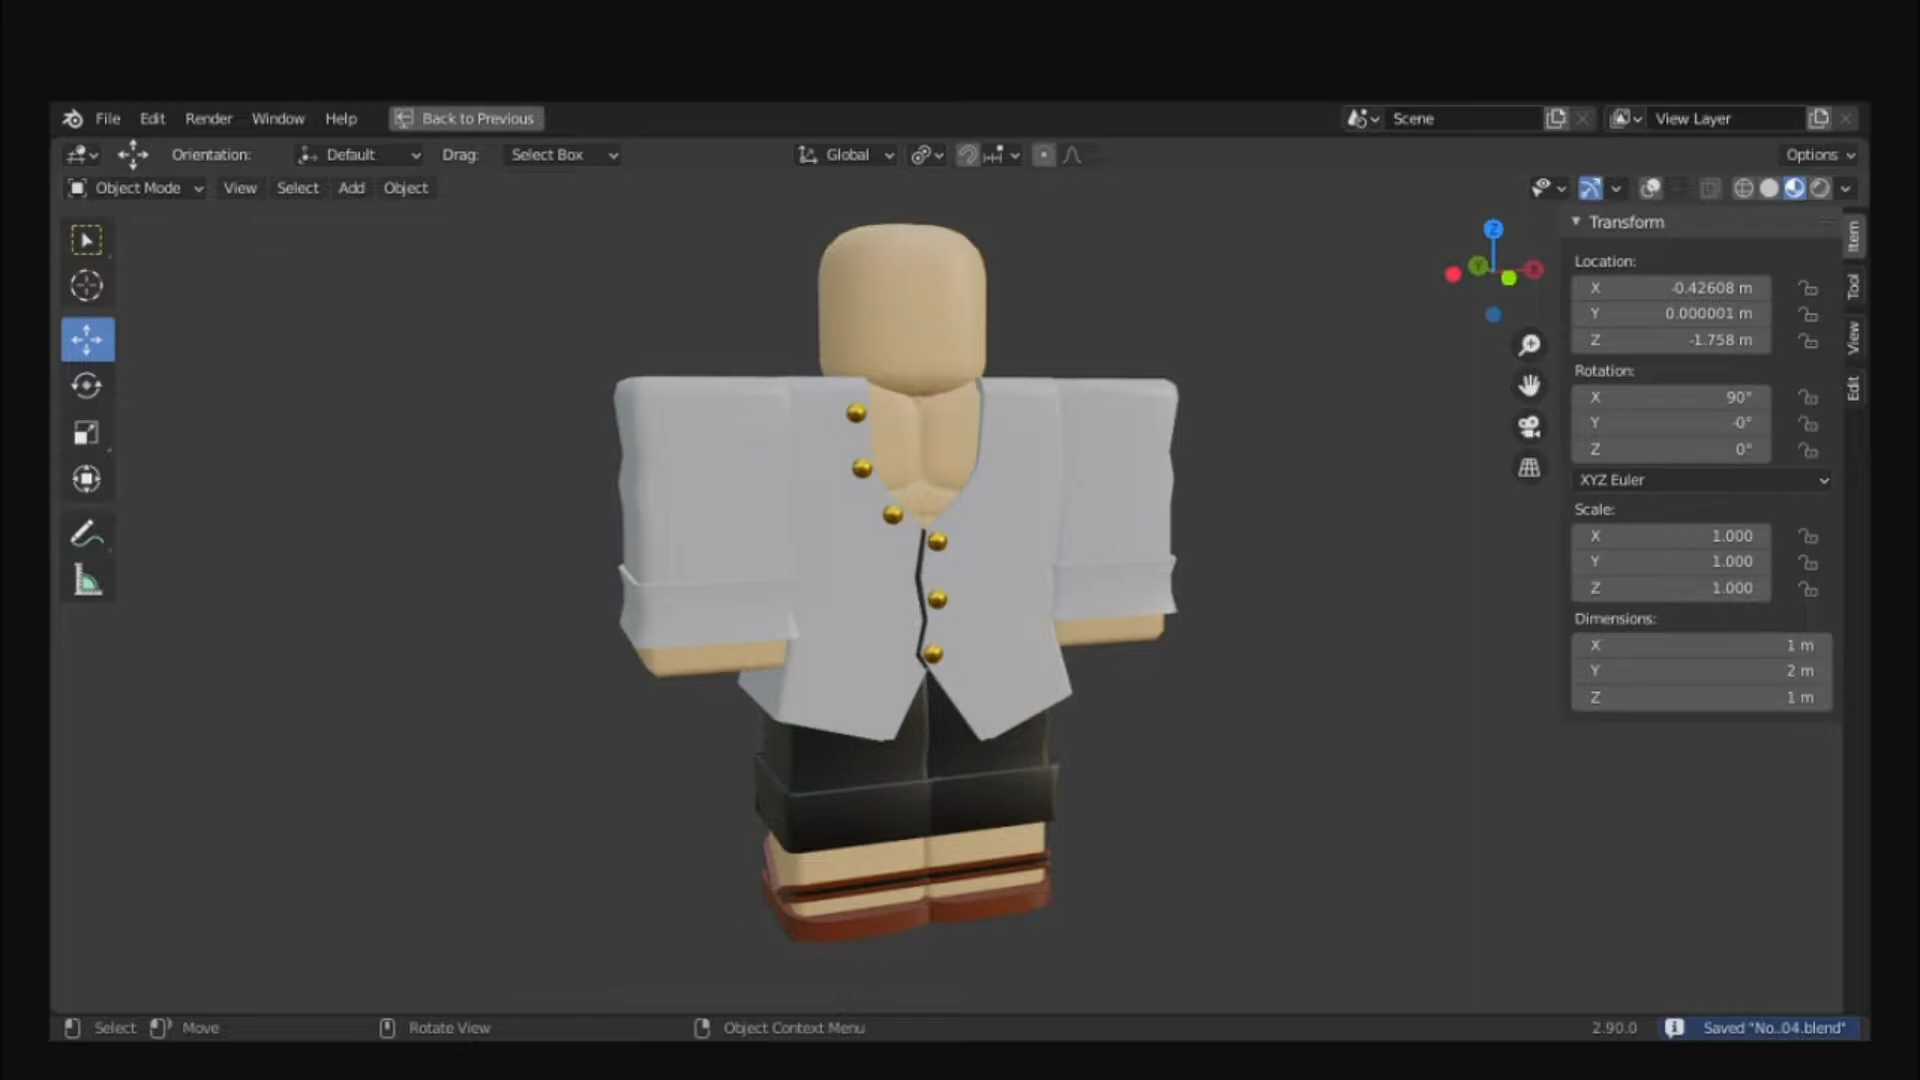 File Edit Render Window Help Back to Previous Scene View Layer
Orientation: Default Drag: Select Box Global Options
Object Mode View Select Add Object
Z
Y
X
Transform
Location:
X -0.42608 m
Y 0.000001 m
Z -1.758 m
Rotation:
X 90°
Y -0°
Z 0°
XYZ Euler
Scale:
X 1.000
Y 1.000
Z 1.000
Dimensions:
X 1 m
Y 2 m
Z 1 m
Item
Tool
View
Edit
Select Move Rotate View Object Context Menu 2.90.0 Saved "No..04.blend"